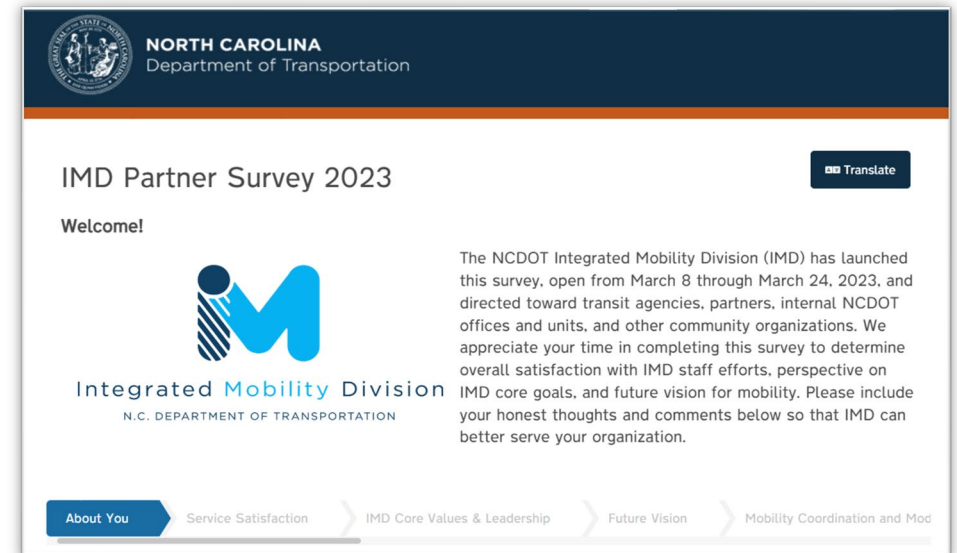 NORTH CAROLINA
Department of Transportation
IMD Partner Survey 2023
Translate
Welcome!
The NCDOT Integrated Mobility Division (IMD) has launched
this survey, open from March 8 through March 24, 2023, and
directed toward transit agencies, partners, internal NCDOT
offices and units, and other community organizations. We
appreciate your time in completing this survey to determine
overall satisfaction with IMD staff efforts, perspective on
IMD core goals, and future vision for mobility. Please include
your honest thoughts and comments below so that IMD can
better serve your organization.
iM
Integrated Mobility Division
N.C. DEPARTMENT OF TRANSPORTATION
About You
Service Satisfaction
IMD Core Values & Leadership
Future Vision
Mobility Coordination and Mod